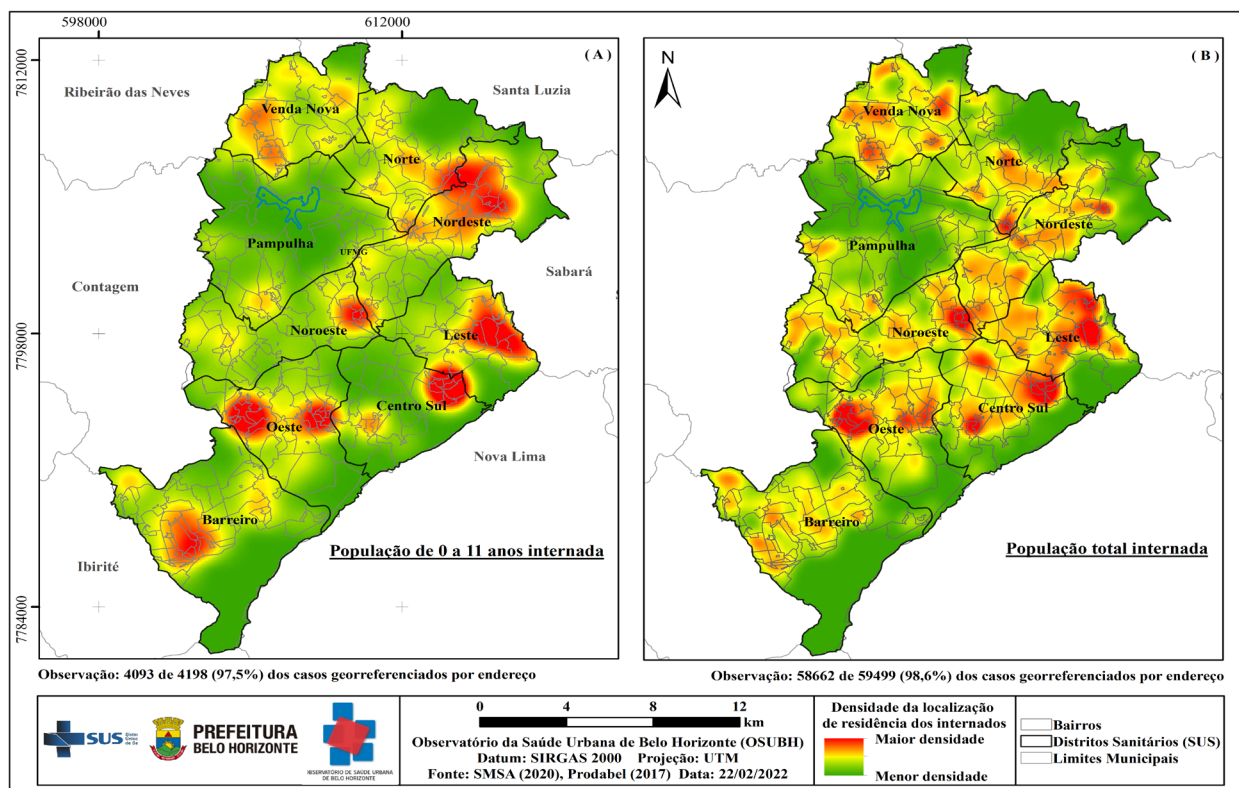 598000
612000
7812000
7798000
7784000
( A )
Ribeirão das Neves
Santa Luzia
Venda Nova
Norte
Nordeste
Pampulha
UFMG
Contagem
Sabará
Noroeste
Leste
Centro Sul
Oeste
Nova Lima
Barreiro
População de 0 a 11 anos internada
Ibirité
N
( B )
Venda Nova
Norte
Nordeste
Pampulha
Noroeste
Leste
Centro Sul
Oeste
Barreiro
População total internada
Observação: 4093 de 4198 (97,5%) dos casos georreferenciados por endereço
Observação: 58662 de 59499 (98,6%) dos casos georreferenciados por endereço
SUS
PREFEITURA
BELO HORIZONTE
OBSERVATÓRIO DE SAÚDE URBANA
DE BELO HORIZONTE
0 4 8 12
km
Observatório da Saúde Urbana de Belo Horizonte (OSUBH)
Datum: SIRGAS 2000 Projeção: UTM
Fonte: SMSA (2020), Prodabel (2017) Data: 22/02/2022
Densidade da localização
de residência dos internados
Maior densidade
Menor densidade
Bairros
Distritos Sanitários (SUS)
Limites Municipais